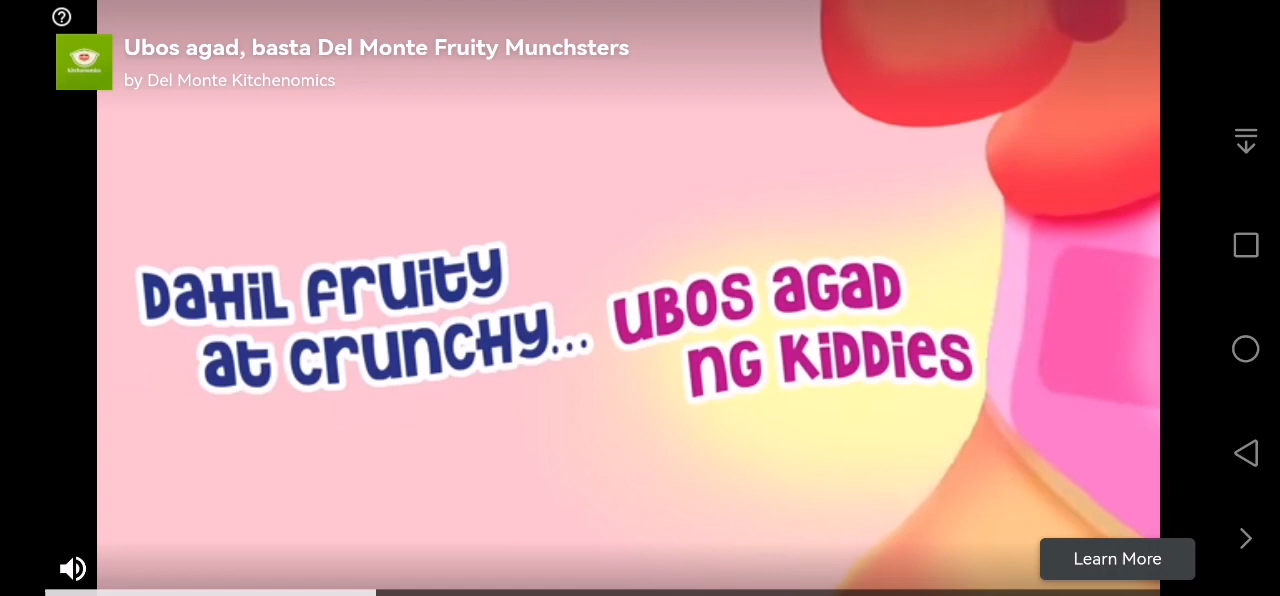 Ubos agad, basta Del Monte Fruity Munchsters
by Del Monte Kitchenomics
kitchenomics
DaHiL fRUity
at CRUNCHY...
UBOS aGaD
NG KiDDies
Learn More